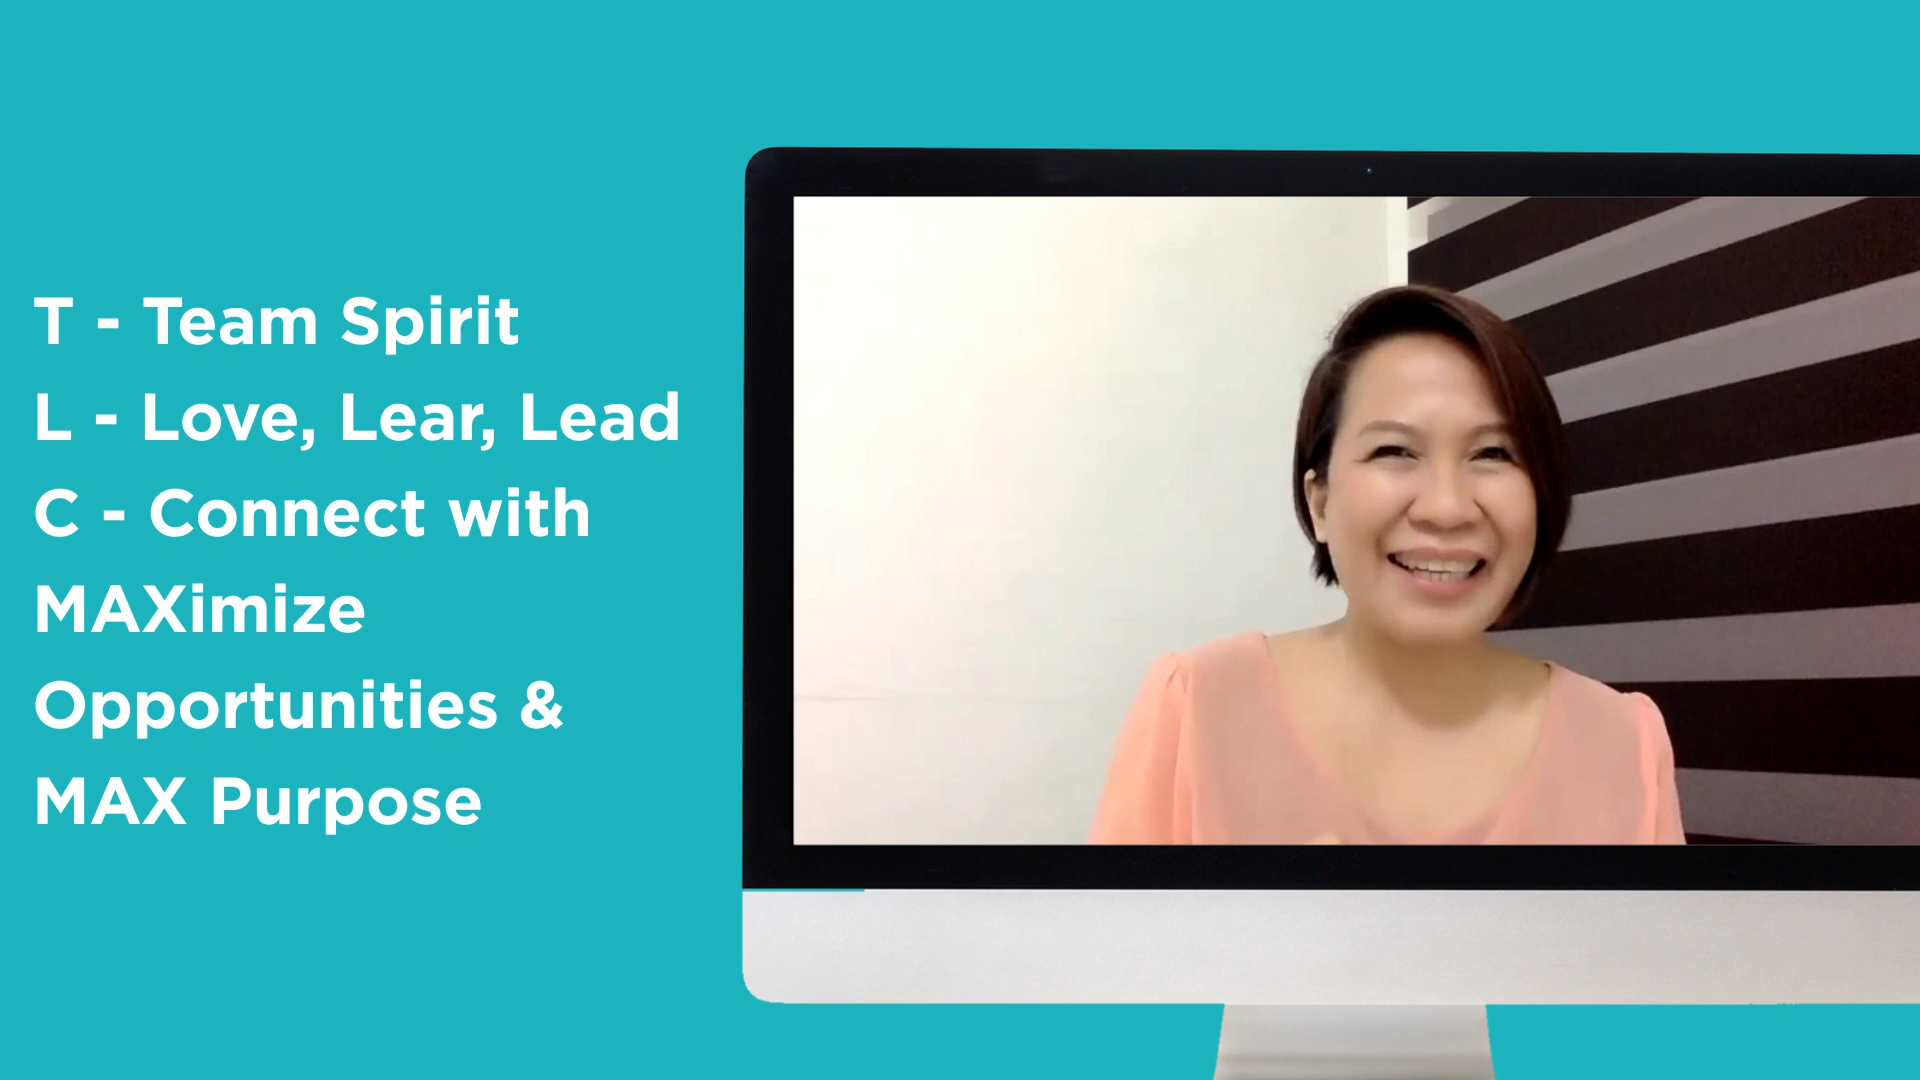 T - Team Spirit
L - Love, Lear, Lead
C - Connect with
MAXimize
Opportunities &
MAX Purpose